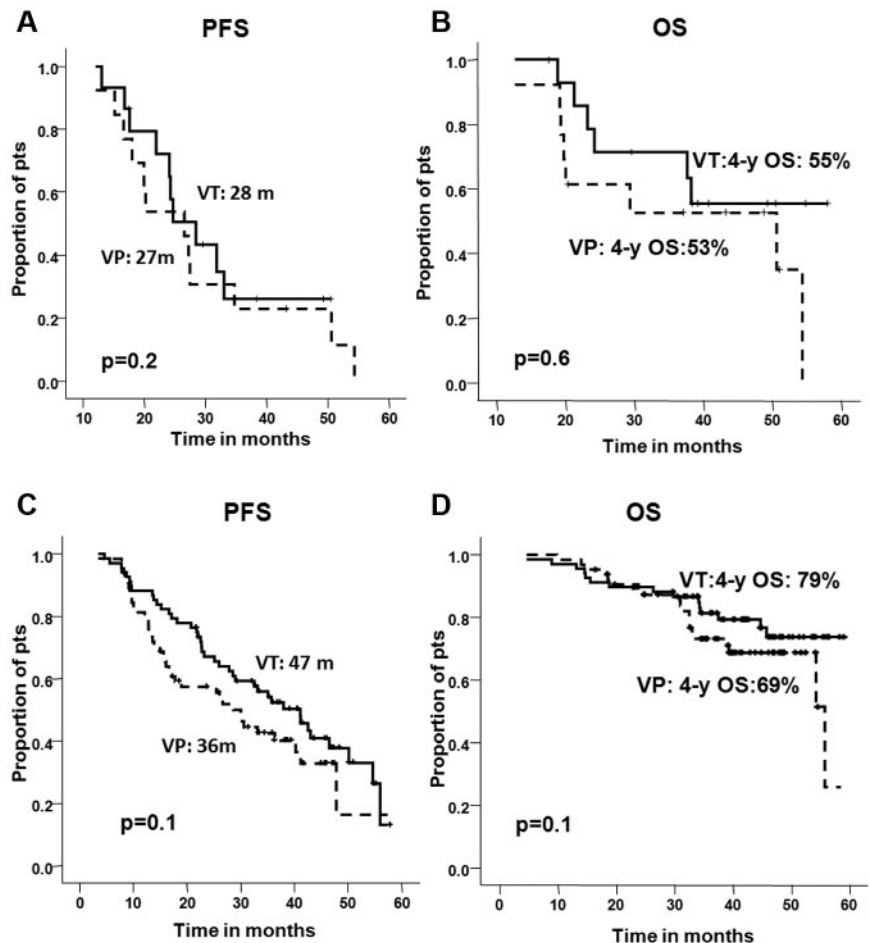 A
PFS
Proportion of pts
1.0
0.8
0.6
0.4
0.2
0.0
VT: 28 m
VP: 27m
p=0.2
10 20 30 40 50 60
Time in months
B
OS
Proportion of pts
1.0
0.8
0.6
0.4
0.2
0.0
VT:4-y OS: 55%
VP: 4-y OS:53%
p=0.6
10 20 30 40 50 60
Time in months
C
PFS
Proportion of pts
1.0
0.8
0.6
0.4
0.2
0.0
VT: 47 m
VP: 36m
p=0.1
0 10 20 30 40 50 60
Time in months
D
OS
Proportion of pts
1.0
0.8
0.6
0.4
0.2
0.0
VT:4-y OS: 79%
VP: 4-y OS:69%
p=0.1
0 10 20 30 40 50 60
Time in months